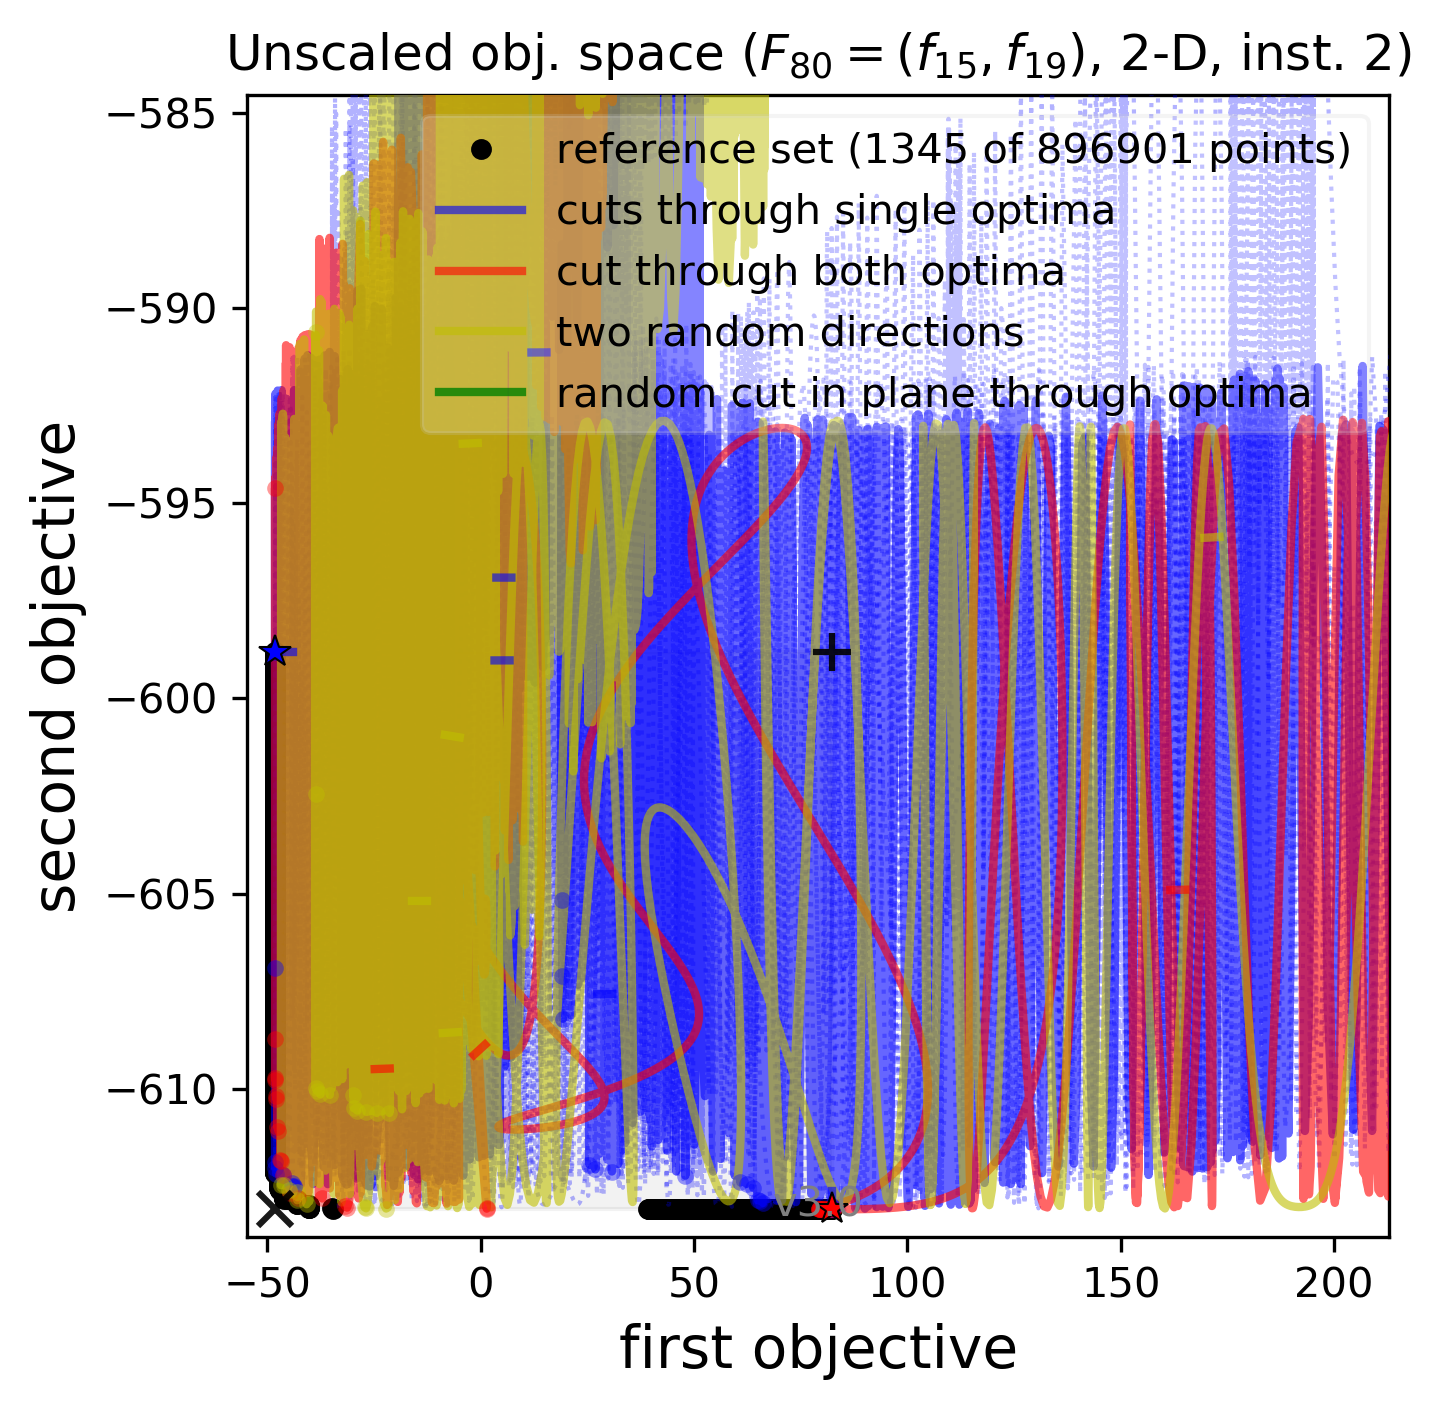 Unscaled obj. space (F₈₀ = (f₁₅, f₁₉), 2-D, inst. 2)
reference set (1345 of 896901 points)
cuts through single optima
cut through both optima
two random directions
random cut in plane through optima
second objective
−585
−590
−595
−600
−605
−610
−50 0 50 100 150 200
first objective